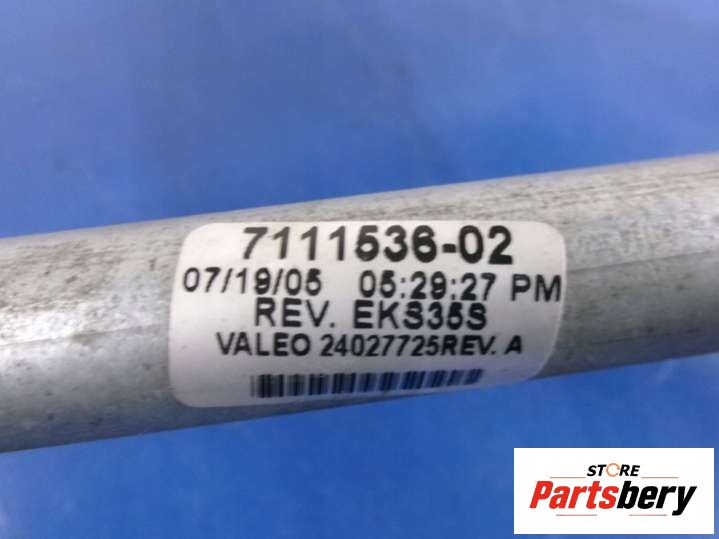 7111536-02
07/19/05 05:29:27 PM
REV. EKS35S
VALEO 24027725REV. A
STORE
Partsbery